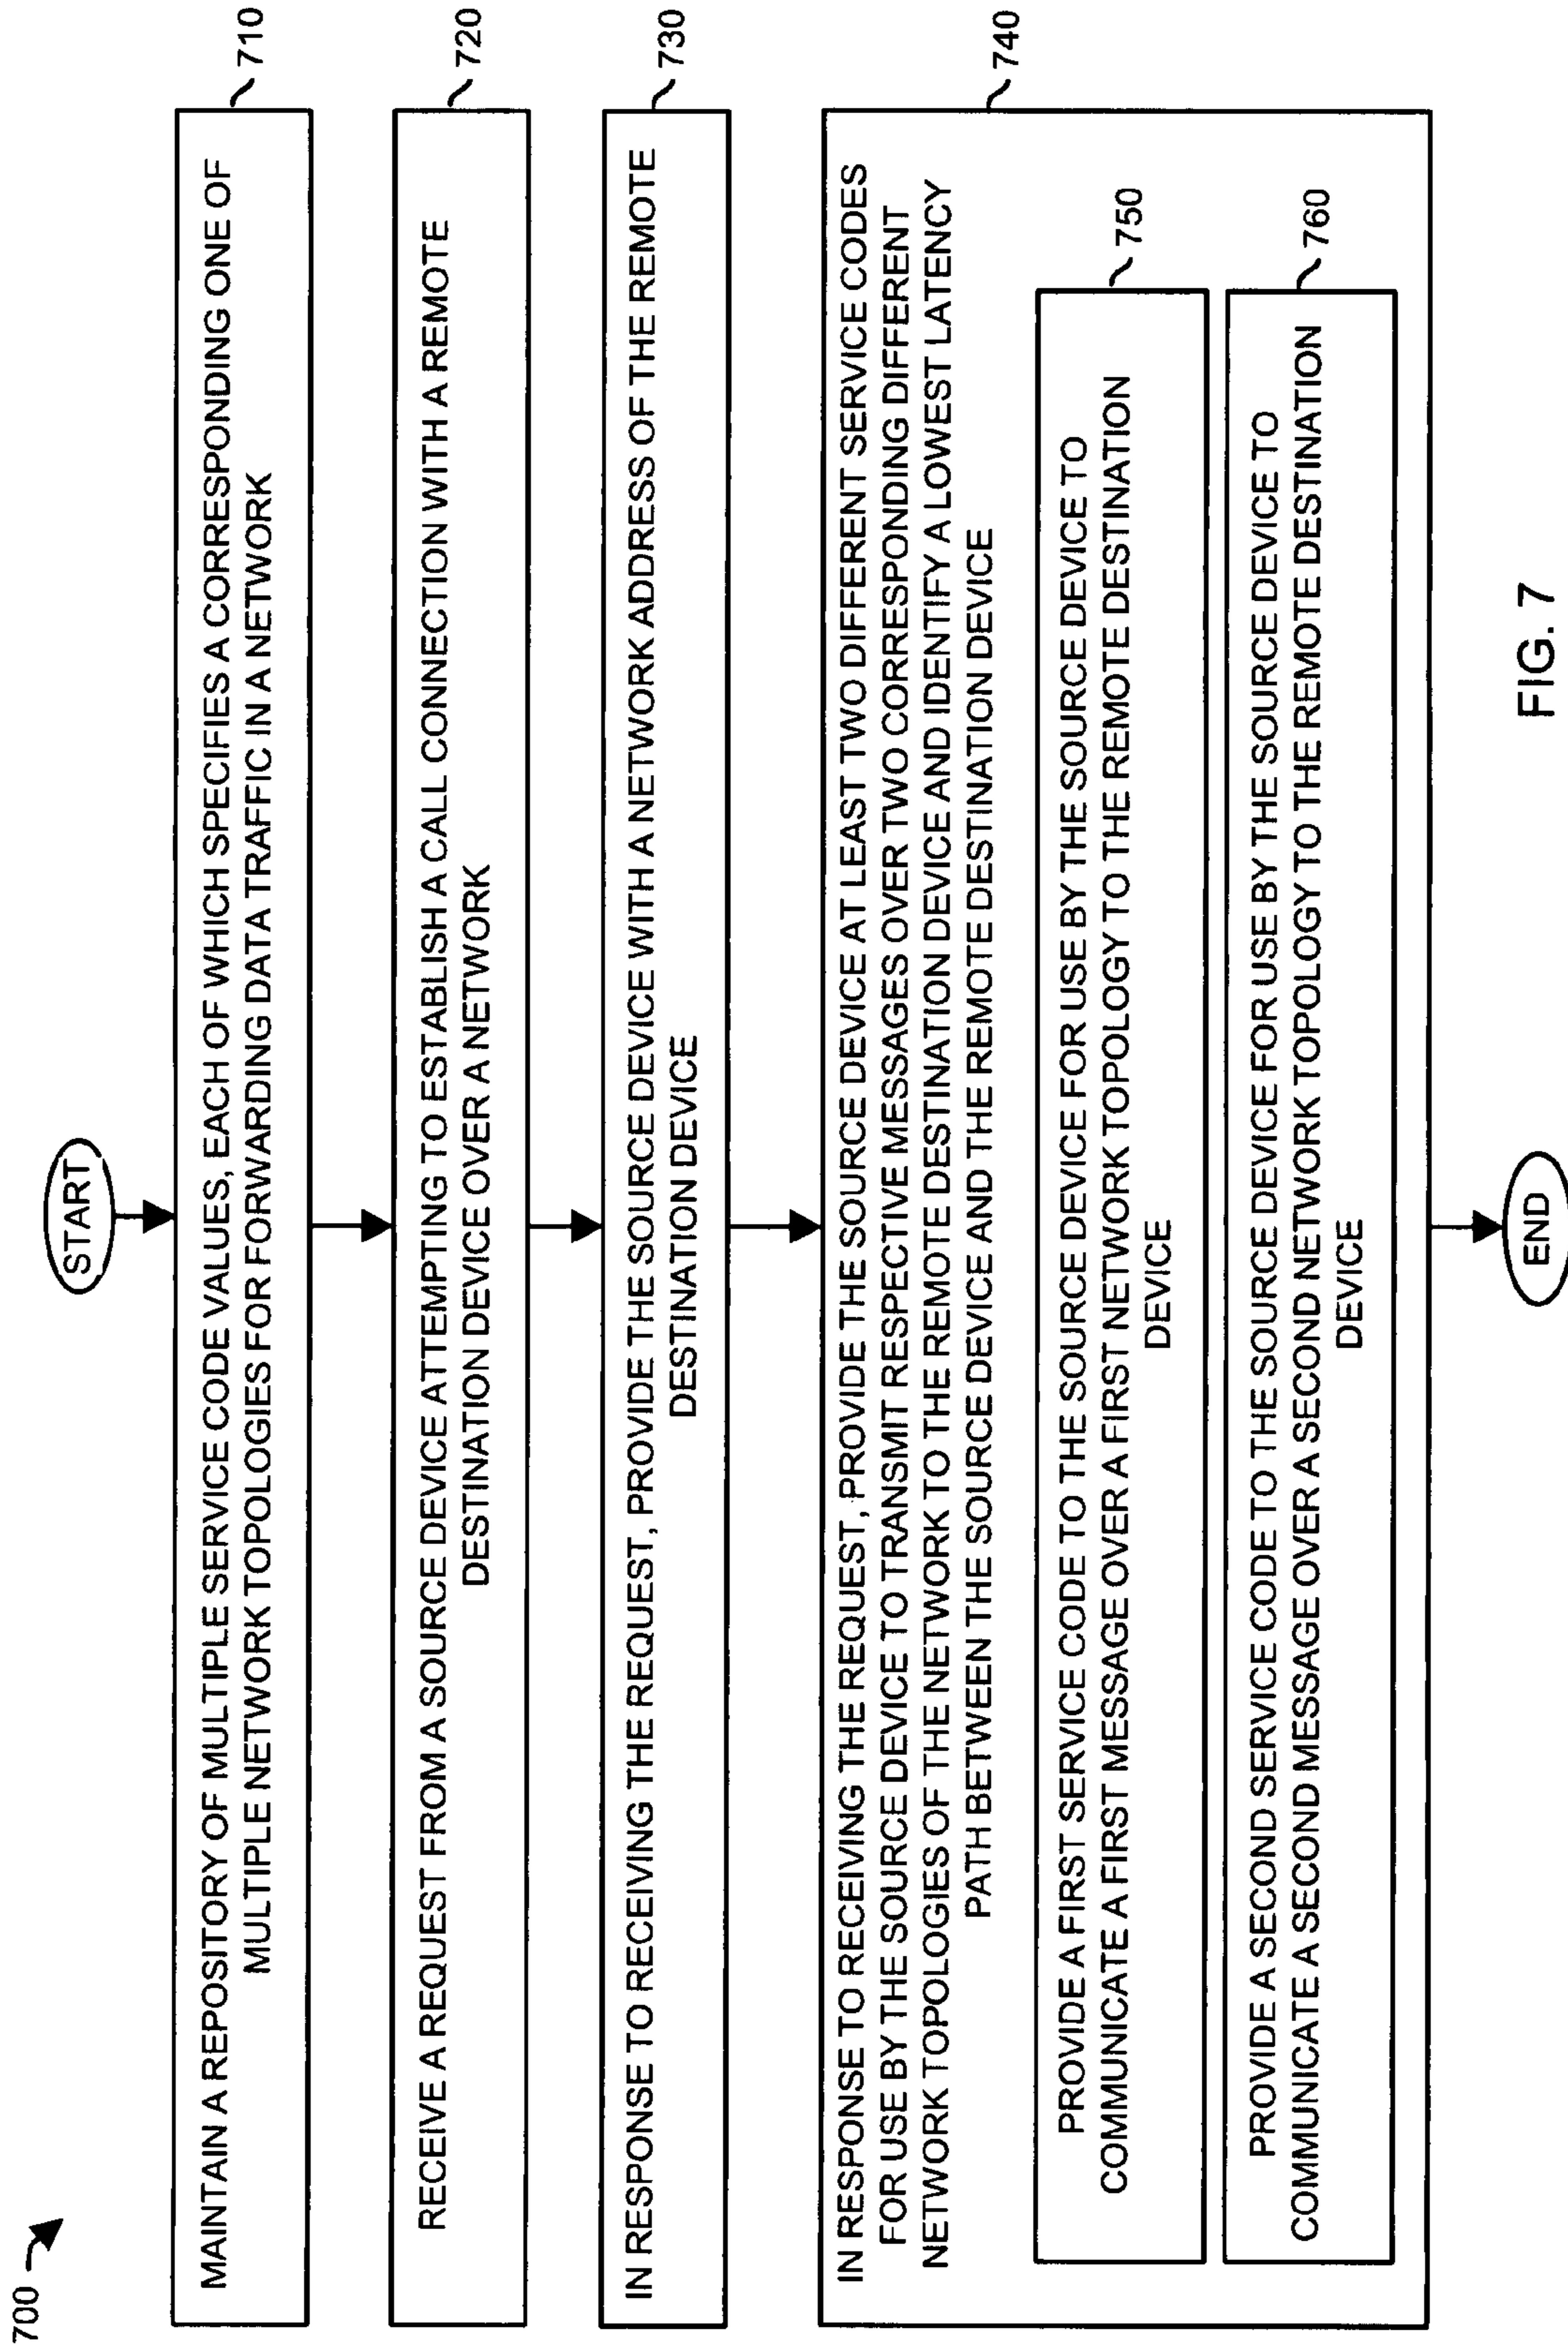 700
START
MAINTAIN A REPOSITORY OF MULTIPLE SERVICE CODE VALUES, EACH OF WHICH SPECIFIES A CORRESPONDING ONE OF
MULTIPLE NETWORK TOPOLOGIES FOR FORWARDING DATA TRAFFIC IN A NETWORK
710
RECEIVE A REQUEST FROM A SOURCE DEVICE ATTEMPTING TO ESTABLISH A CALL CONNECTION WITH A REMOTE
DESTINATION DEVICE OVER A NETWORK
720
IN RESPONSE TO RECEIVING THE REQUEST, PROVIDE THE SOURCE DEVICE WITH A NETWORK ADDRESS OF THE REMOTE
DESTINATION DEVICE
730
IN RESPONSE TO RECEIVING THE REQUEST, PROVIDE THE SOURCE DEVICE AT LEAST TWO DIFFERENT SERVICE CODES
FOR USE BY THE SOURCE DEVICE TO TRANSMIT RESPECTIVE MESSAGES OVER TWO CORRESPONDING DIFFERENT
NETWORK TOPOLOGIES OF THE NETWORK TO THE REMOTE DESTINATION DEVICE AND IDENTIFY A LOWEST LATENCY
PATH BETWEEN THE SOURCE DEVICE AND THE REMOTE DESTINATION DEVICE
740
PROVIDE A FIRST SERVICE CODE TO THE SOURCE DEVICE FOR USE BY THE SOURCE DEVICE TO
COMMUNICATE A FIRST MESSAGE OVER A FIRST NETWORK TOPOLOGY TO THE REMOTE DESTINATION
DEVICE
750
PROVIDE A SECOND SERVICE CODE TO THE SOURCE DEVICE FOR USE BY THE SOURCE DEVICE TO
COMMUNICATE A SECOND MESSAGE OVER A SECOND NETWORK TOPOLOGY TO THE REMOTE DESTINATION
DEVICE
760
END
FIG. 7